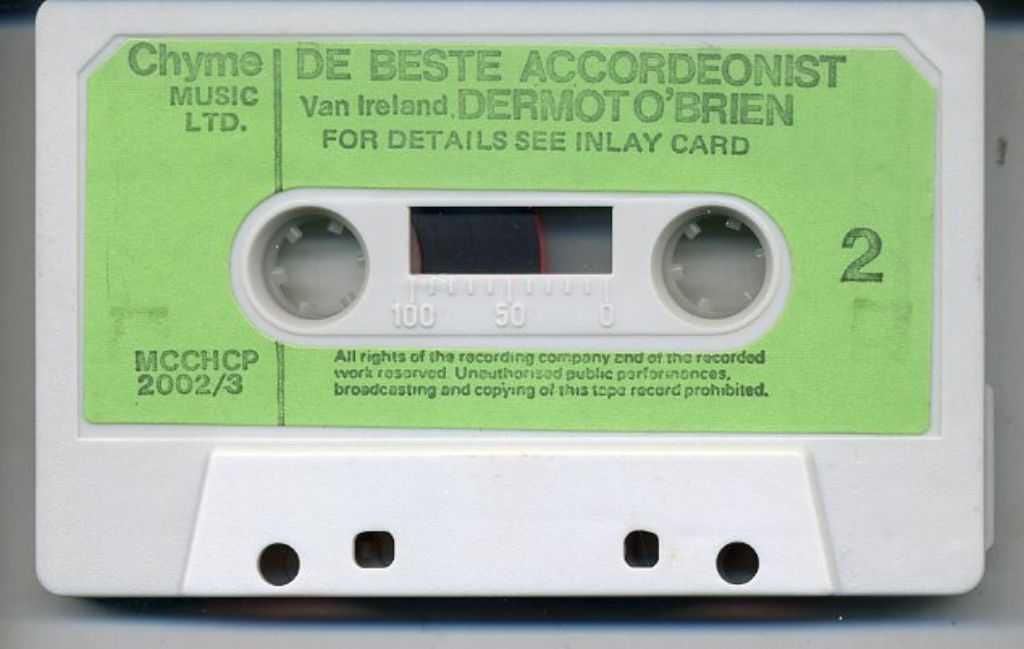 Chyme
MUSIC
LTD.
DE BESTE ACCORDEONIST
Van Ireland. DERMOT O'BRIEN
FOR DETAILS SEE INLAY CARD
2
100 50 0
MCCHCP
2002/3
All rights of the recording company and of the recorded
work reserved. Unauthorised public performances,
broadcasting and copying of this tape record prohibited.